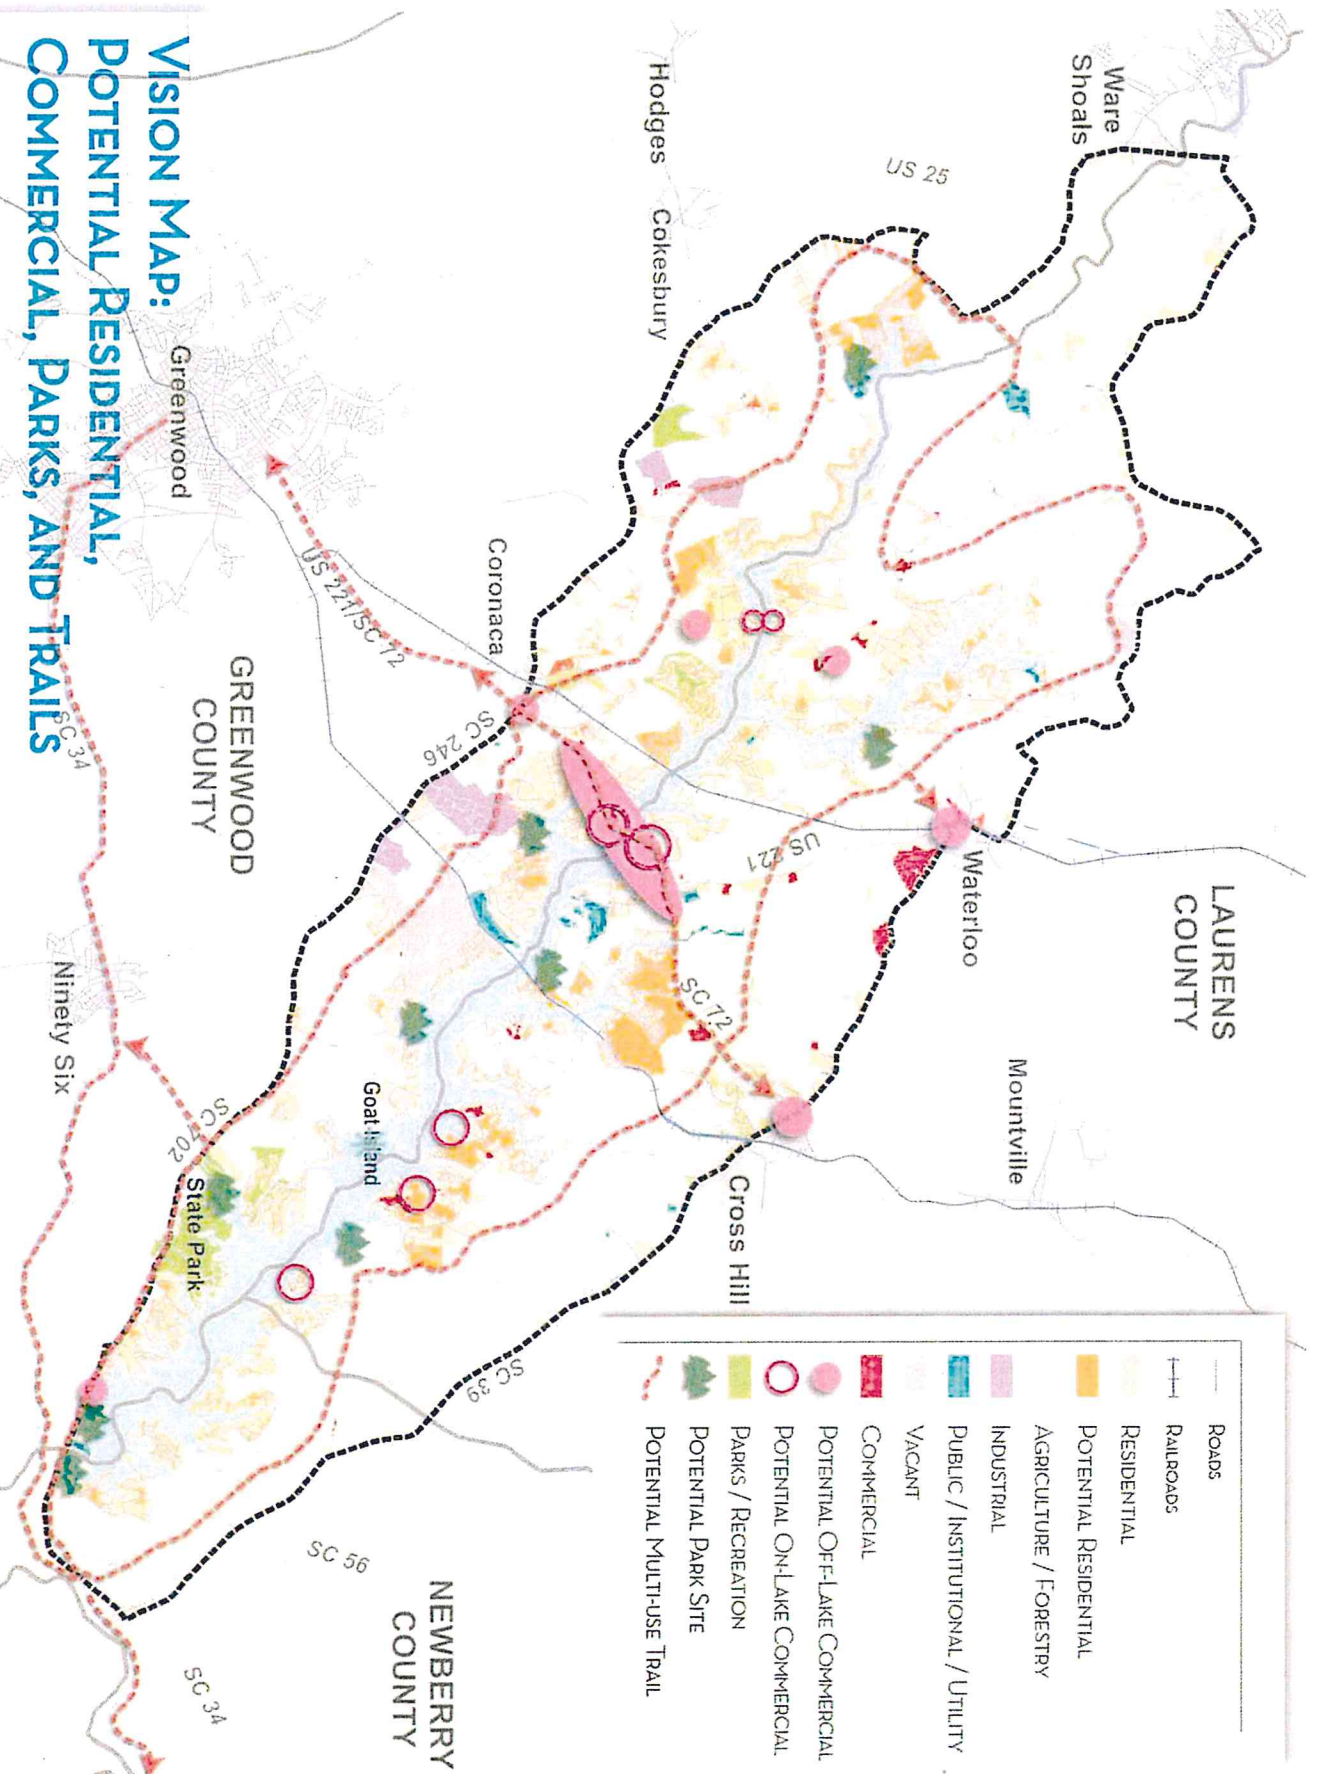 VISION MAP:
POTENTIAL RESIDENTIAL,
COMMERCIAL, PARKS, AND TRAILS
Ware
Shoals
US 25
Hodges
Cokesbury
Greenwood
US 221/SC 72
Coronaca
SC 246
GREENWOOD
COUNTY
SC 34
Ninety Six
LAURENS
COUNTY
Waterloo
US 221
SC 72
Mountville
Cross Hill
Goat Island
SC 702
State Park
SC 39
SC 56
NEWBERRY
COUNTY
SC 34
ROADS
RAILROADS
RESIDENTIAL
POTENTIAL RESIDENTIAL
AGRICULTURE / FORESTRY
INDUSTRIAL
PUBLIC / INSTITUTIONAL / UTILITY
VACANT
COMMERCIAL
POTENTIAL OFF-LAKE COMMERCIAL
POTENTIAL ON-LAKE COMMERCIAL
PARKS / RECREATION
POTENTIAL PARK SITE
POTENTIAL MULTI-USE TRAIL